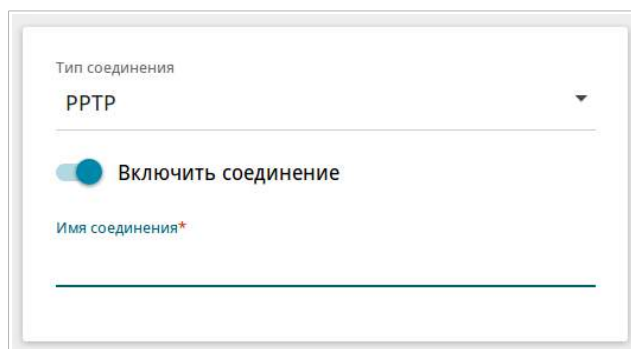 Тип соединения
PPTP
Включить соединение
Имя соединения*